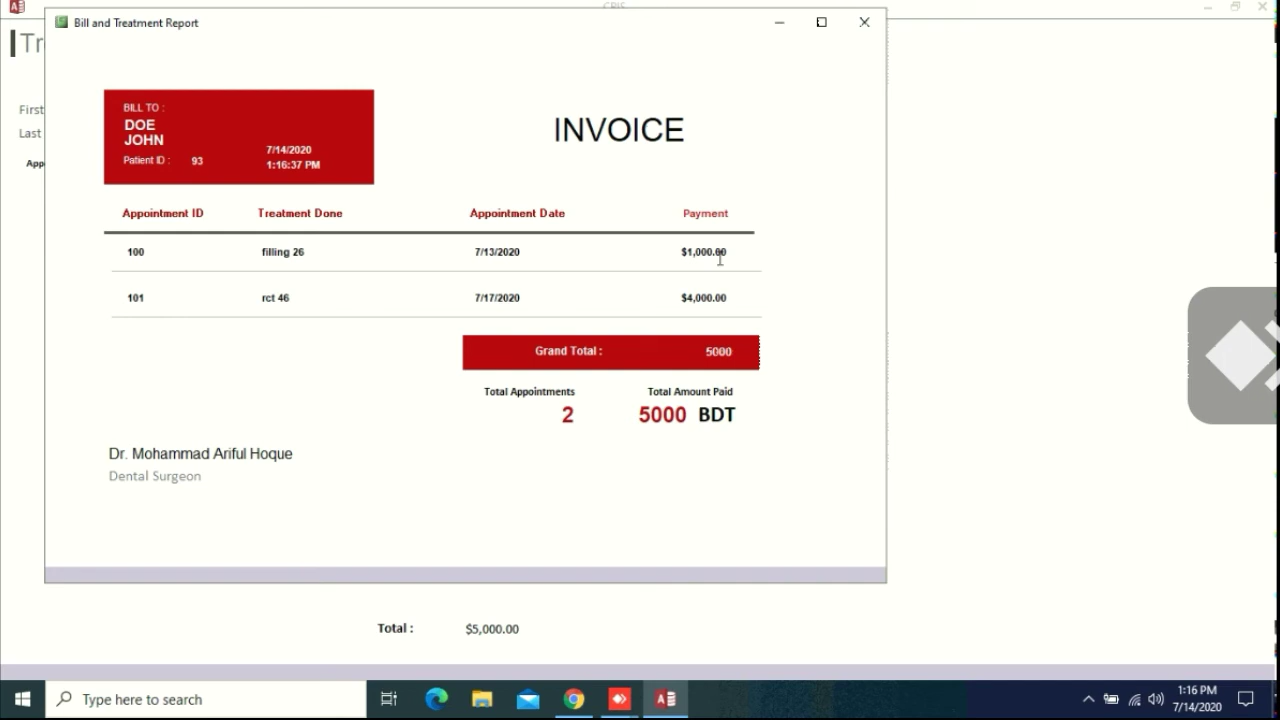 CRIS
Bill and Treatment Report
Tr
First
Last
App
BILL TO :
DOE
JOHN
Patient ID : 93
7/14/2020
1:16:37 PM
INVOICE
Appointment ID Treatment Done Appointment Date Payment
100 filling 26 7/13/2020 $1,000.00
101 rct 46 7/17/2020 $4,000.00
Grand Total : 5000
Total Appointments Total Amount Paid
2 5000 BDT
Dr. Mohammad Ariful Hoque
Dental Surgeon
Total : $5,000.00
Type here to search
1:16 PM
7/14/2020